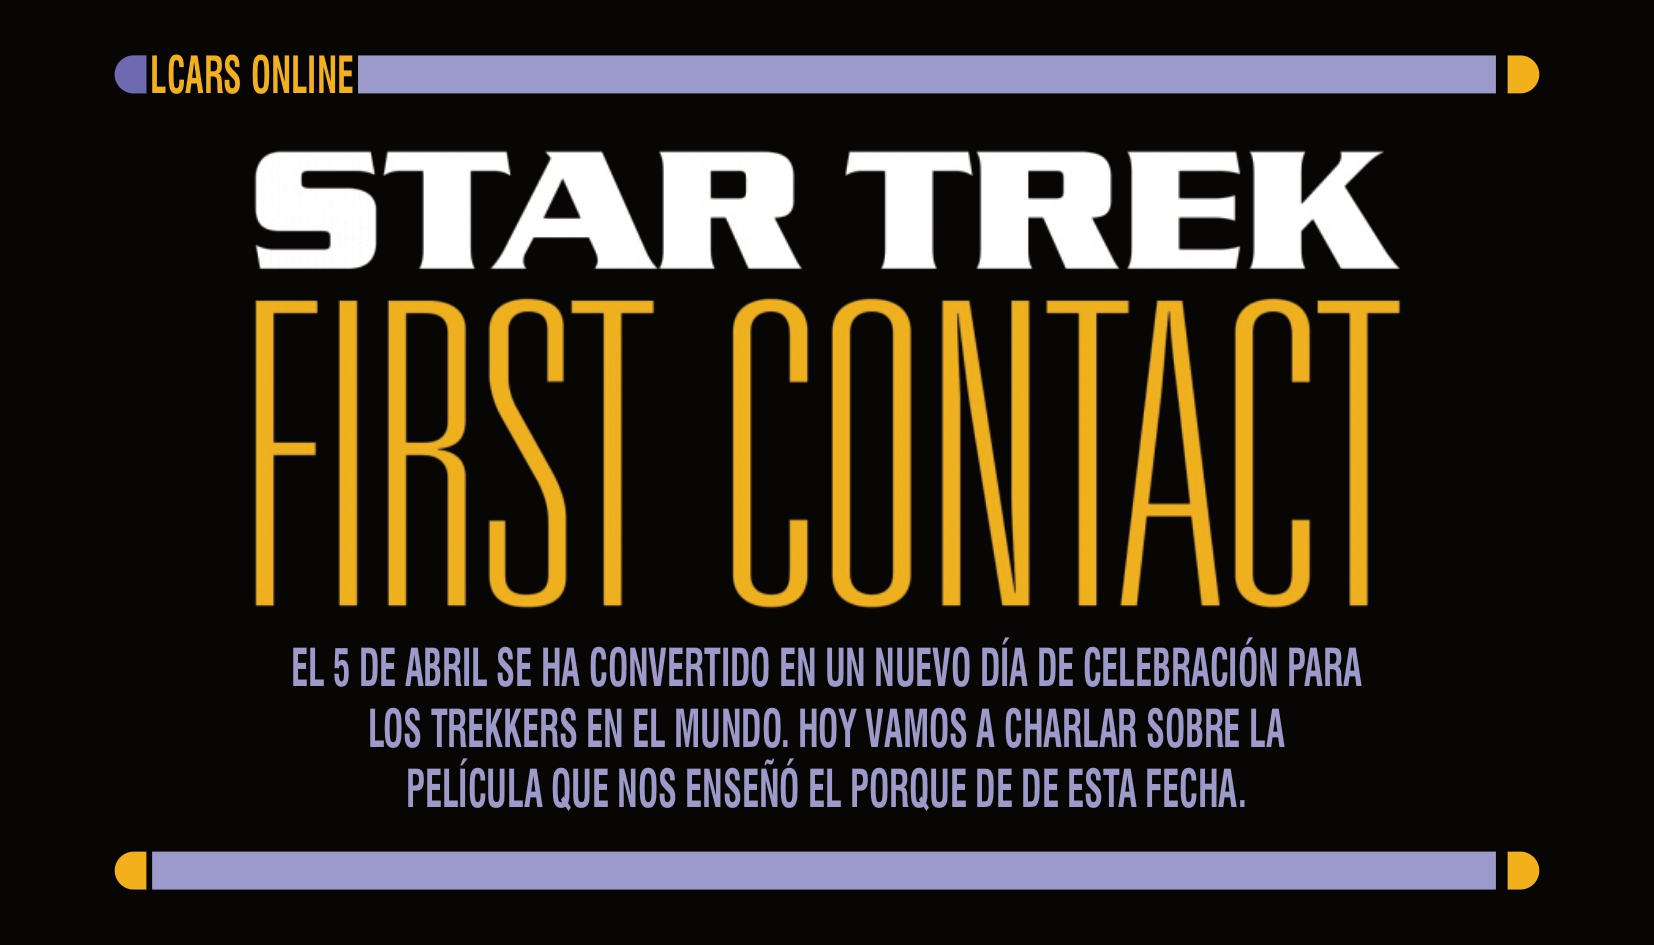 LCARS ONLINE
STAR TREK
FIRST CONTACT
EL 5 DE ABRIL SE HA CONVERTIDO EN UN NUEVO DÍA DE CELEBRACIÓN PARA
LOS TREKKERS EN EL MUNDO. HOY VAMOS A CHARLAR SOBRE LA
PELÍCULA QUE NOS ENSEÑÓ EL PORQUE DE DE ESTA FECHA.